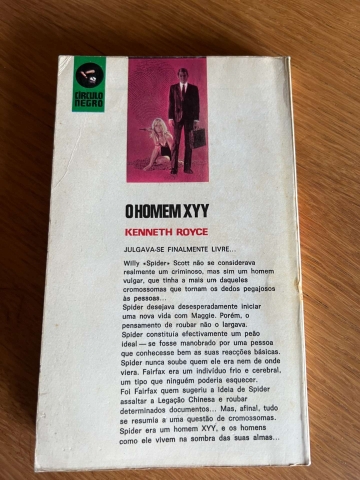 CÍRCULO
NEGRO
O HOMEM XYY
KENNETH ROYCE
JULGAVA-SE FINALMENTE LIVRE...
Willy «Spider» Scott não se considerava
realmente um criminoso, mas sim um homem
vulgar, que tinha a mais um daqueles
cromossomas que tornam os dedos pegajosos
às pessoas...
Spider desejava desesperadamente iniciar
uma nova vida com Maggie. Porém, o
pensamento de roubar não o largava.
Spider constituía efectivamente um peão
ideal — se fosse manobrado por uma pessoa
que conhecesse bem as suas reacções básicas.
Spider nunca soube quem ele era nem de onde
viera. Fairfax era um indivíduo frio e cerebral,
um tipo que ninguém poderia esquecer.
Foi Fairfax quem sugeriu a ideia de Spider
assaltar a Legação Chinesa e roubar
determinados documentos... Mas, afinal, tudo
se resumia a uma questão de cromossomas.
Spider era um homem XYY, e os homens
como ele vivem na sombra das suas almas...